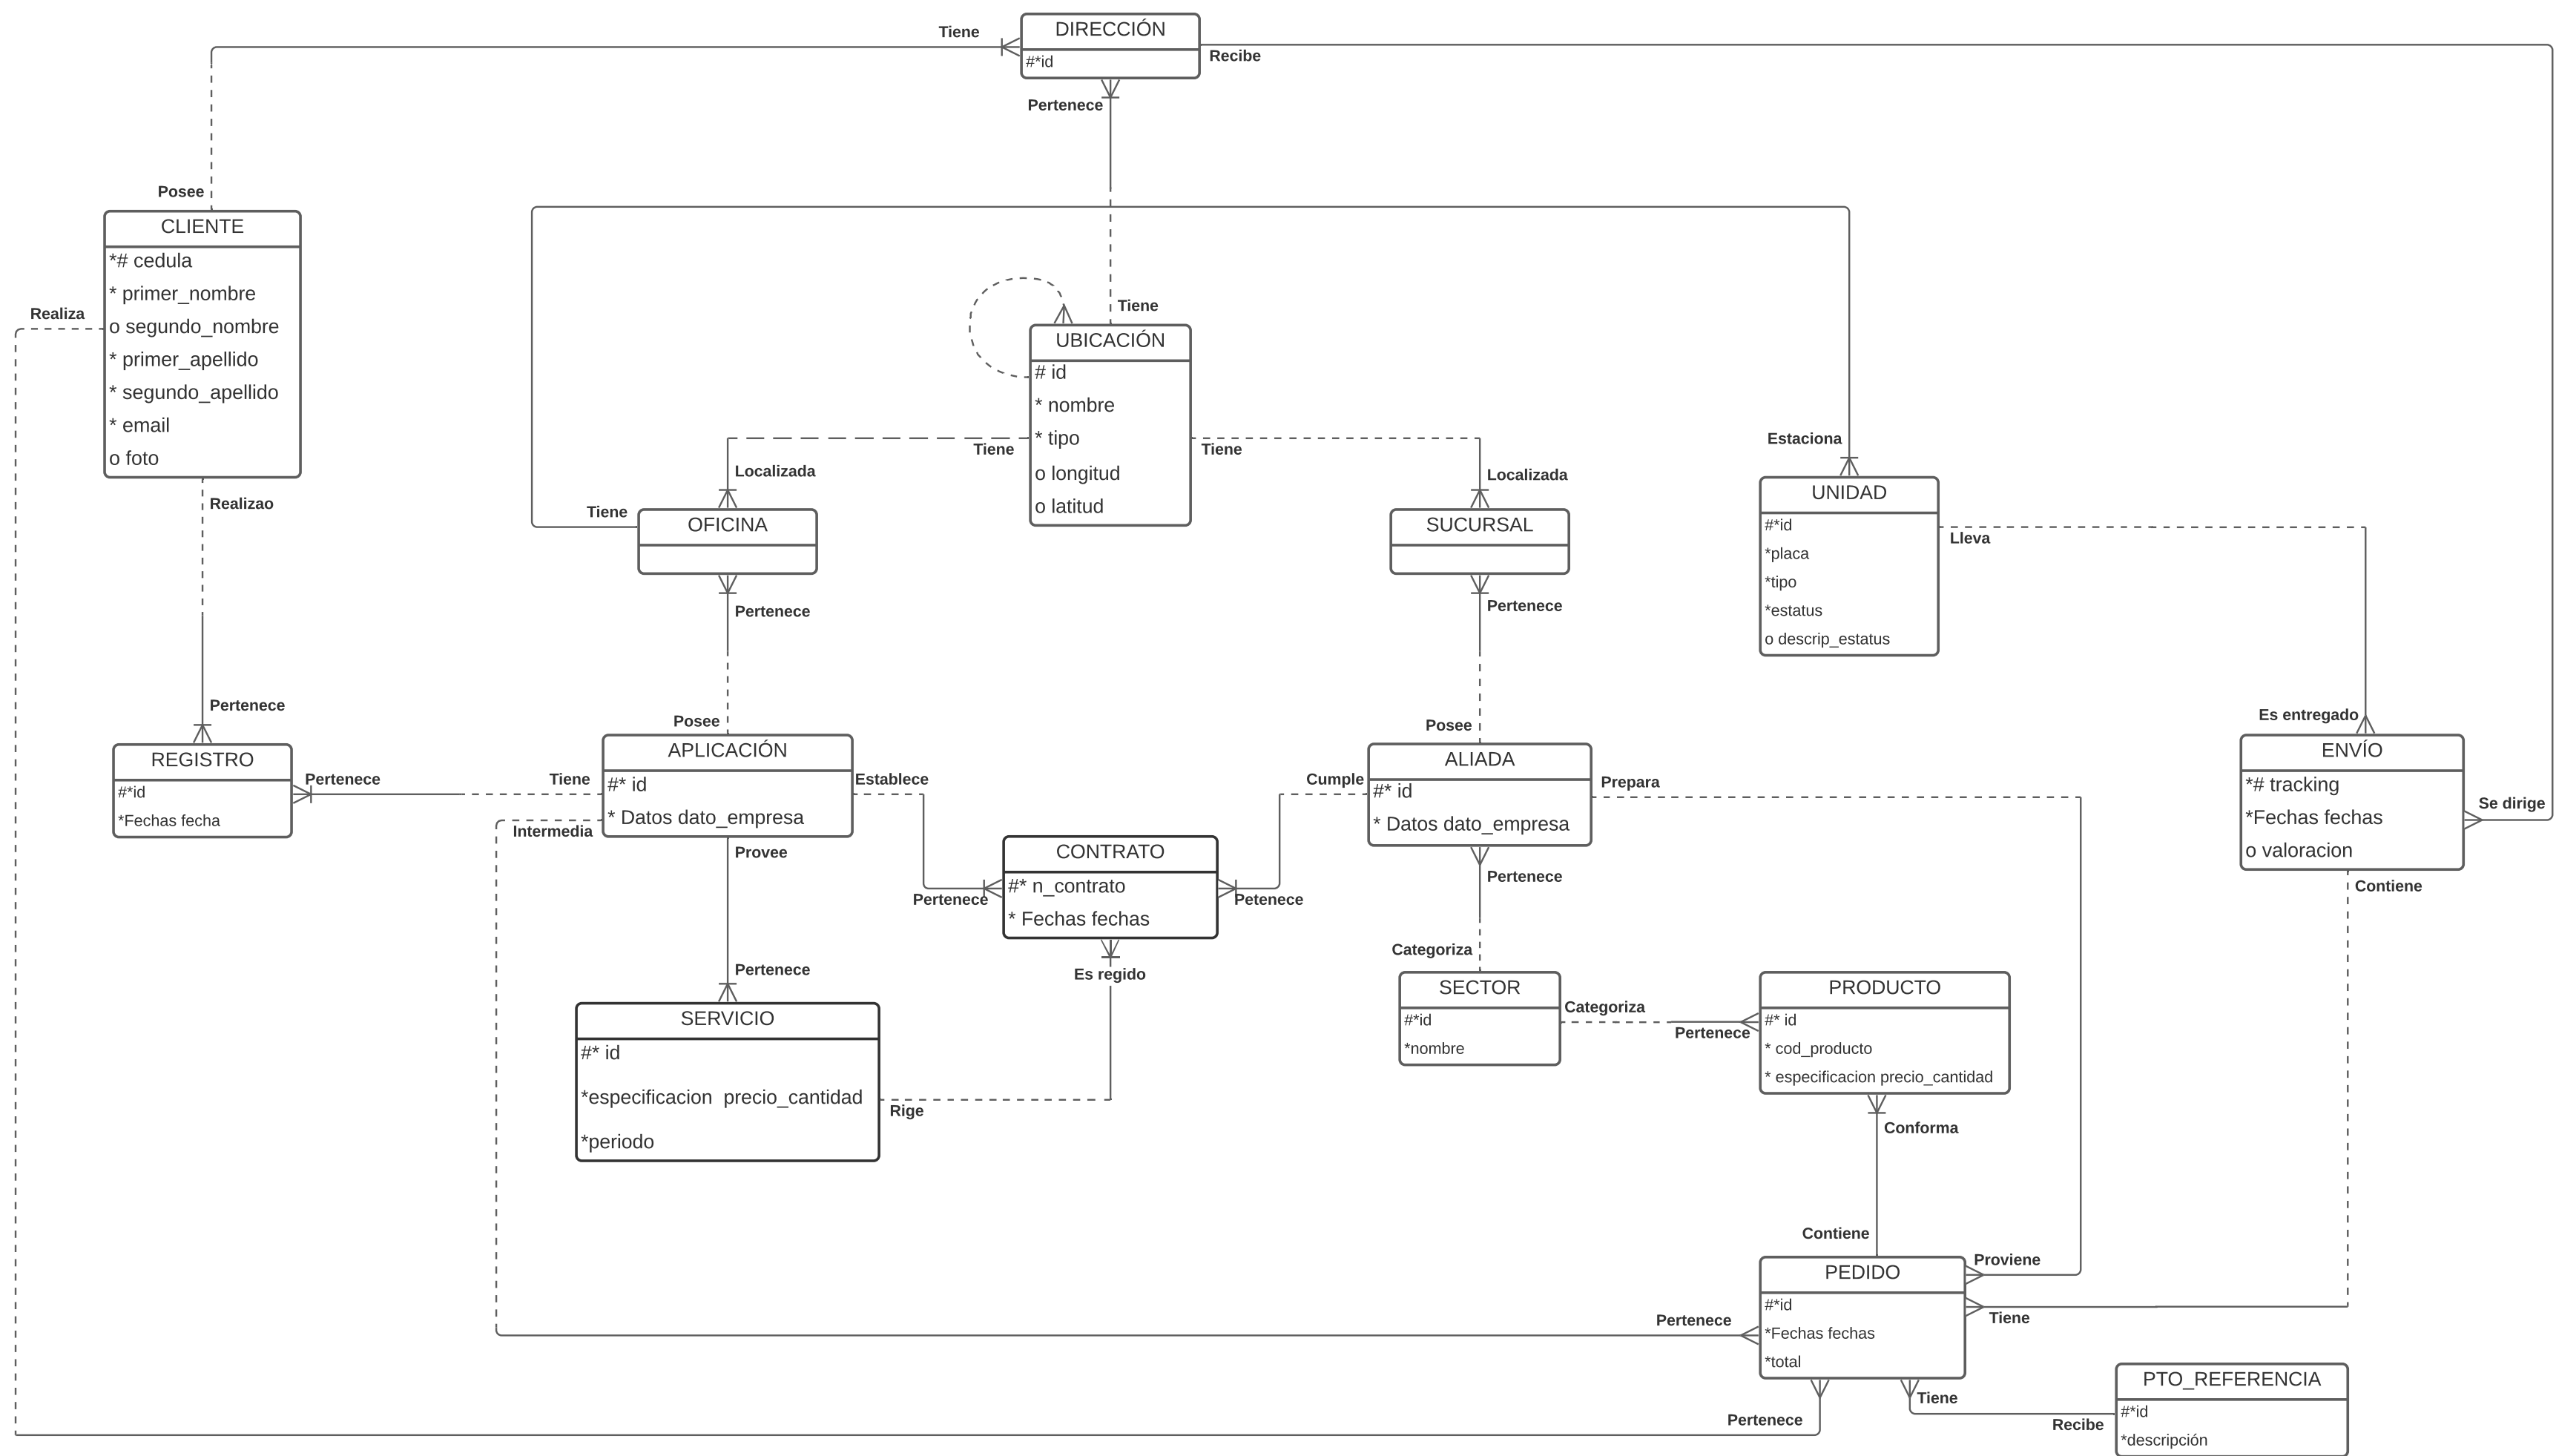 Tiene
DIRECCIÓN
#*id
Recibe
Pertenece
Posee
CLIENTE
*# cedula
* primer_nombre
o segundo_nombre
* primer_apellido
* segundo_apellido
* email
o foto
Realiza
Realizao
Tiene
UBICACIÓN
# id
* nombre
* tipo
o longitud
o latitud
Tiene
Tiene
Localizada
Localizada
Estaciona
Tiene
OFICINA
SUCURSAL
UNIDAD
#*id
*placa
*tipo
*estatus
o descrip_estatus
Lleva
Pertenece
Pertenece
Pertenece
Posee
Posee
Es entregado
REGISTRO
#*id
*Fechas fecha
Pertenece
Tiene
APLICACIÓN
#* id
* Datos dato_empresa
Establece
Intermedia
Provee
Cumple
ALIADA
#* id
* Datos dato_empresa
Prepara
ENVÍO
*# tracking
*Fechas fechas
o valoracion
Se dirige
Contiene
CONTRATO
#* n_contrato
* Fechas fechas
Pertenece
Petenece
Pertenece
Es regido
Categoriza
Pertenece
SERVICIO
#* id
*especificacion precio_cantidad
*periodo
Rige
SECTOR
#*id
*nombre
Categoriza
Pertenece
PRODUCTO
#* id
* cod_producto
* especificacion precio_cantidad
Conforma
Contiene
Proviene
PEDIDO
#*id
*Fechas fechas
*total
Tiene
Pertenece
Pertenece
Tiene
Recibe
PTO_REFERENCIA
#*id
*descripción